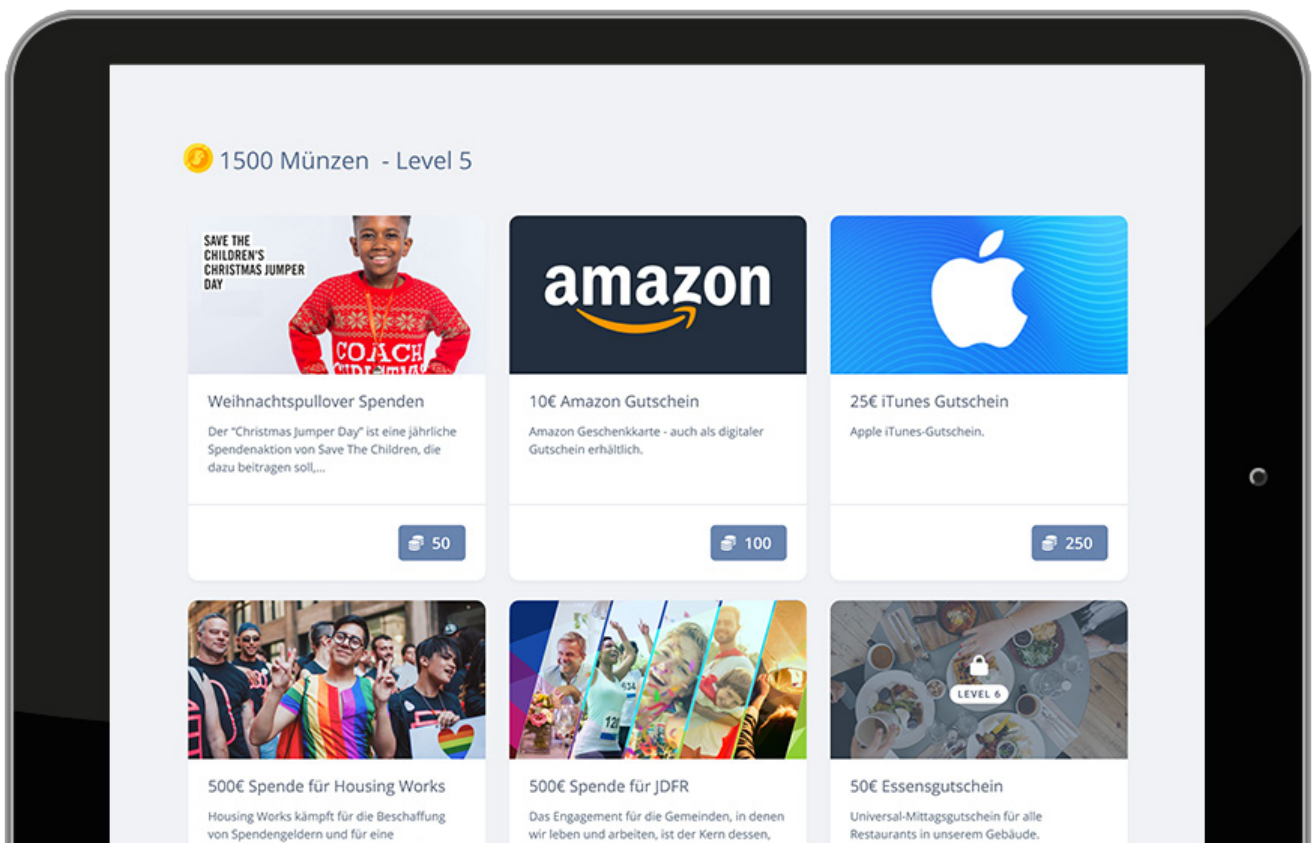 1500 Münzen - Level 5
SAVE THE
CHILDREN'S
CHRISTMAS JUMPER
DAY
COACH
CHRISTMAS
amazon
Weihnachtspullover Spenden
Der "Christmas Jumper Day" ist eine jährliche
Spendenaktion von Save The Children, die
dazu beitragen soll,...
50
10€ Amazon Gutschein
Amazon Geschenkkarte - auch als digitaler
Gutschein erhältlich.
100
25€ iTunes Gutschein
Apple iTunes-Gutschein.
250
634
LEVEL 6
500€ Spende für Housing Works
Housing Works kämpft für die Beschaffung
von Spendengeldern und für eine
500€ Spende für JDFR
Das Engagement für die Gemeinden, in denen
wir leben und arbeiten, ist der Kern dessen,
50€ Essensgutschein
Universal-Mittagsgutschein für alle
Restaurants in unserem Gebäude.